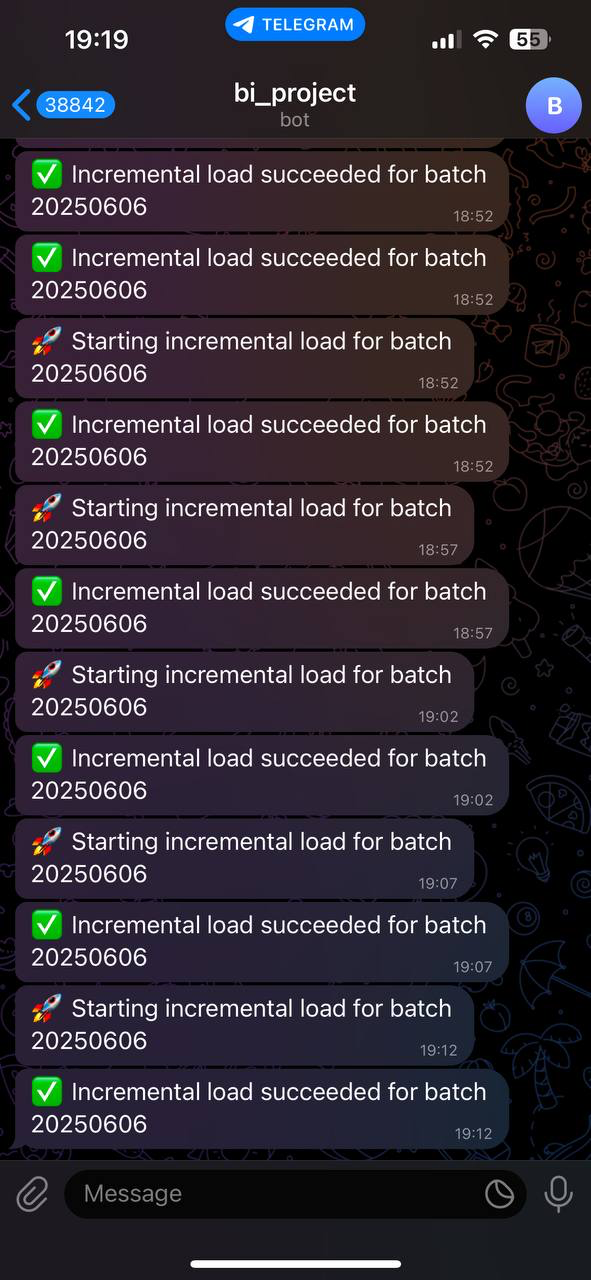 19:19
TELEGRAM
55
38842
bi_project
B
bot
✅ Incremental load succeeded for batch
20250606
18:52
✅ Incremental load succeeded for batch
20250606
18:52
🚀 Starting incremental load for batch
20250606
18:52
✅ Incremental load succeeded for batch
20250606
18:52
🚀 Starting incremental load for batch
20250606
18:57
✅ Incremental load succeeded for batch
20250606
18:57
🚀 Starting incremental load for batch
20250606
19:02
✅ Incremental load succeeded for batch
20250606
19:02
🚀 Starting incremental load for batch
20250606
19:07
✅ Incremental load succeeded for batch
20250606
19:07
🚀 Starting incremental load for batch
20250606
19:12
✅ Incremental load succeeded for batch
20250606
19:12
Message